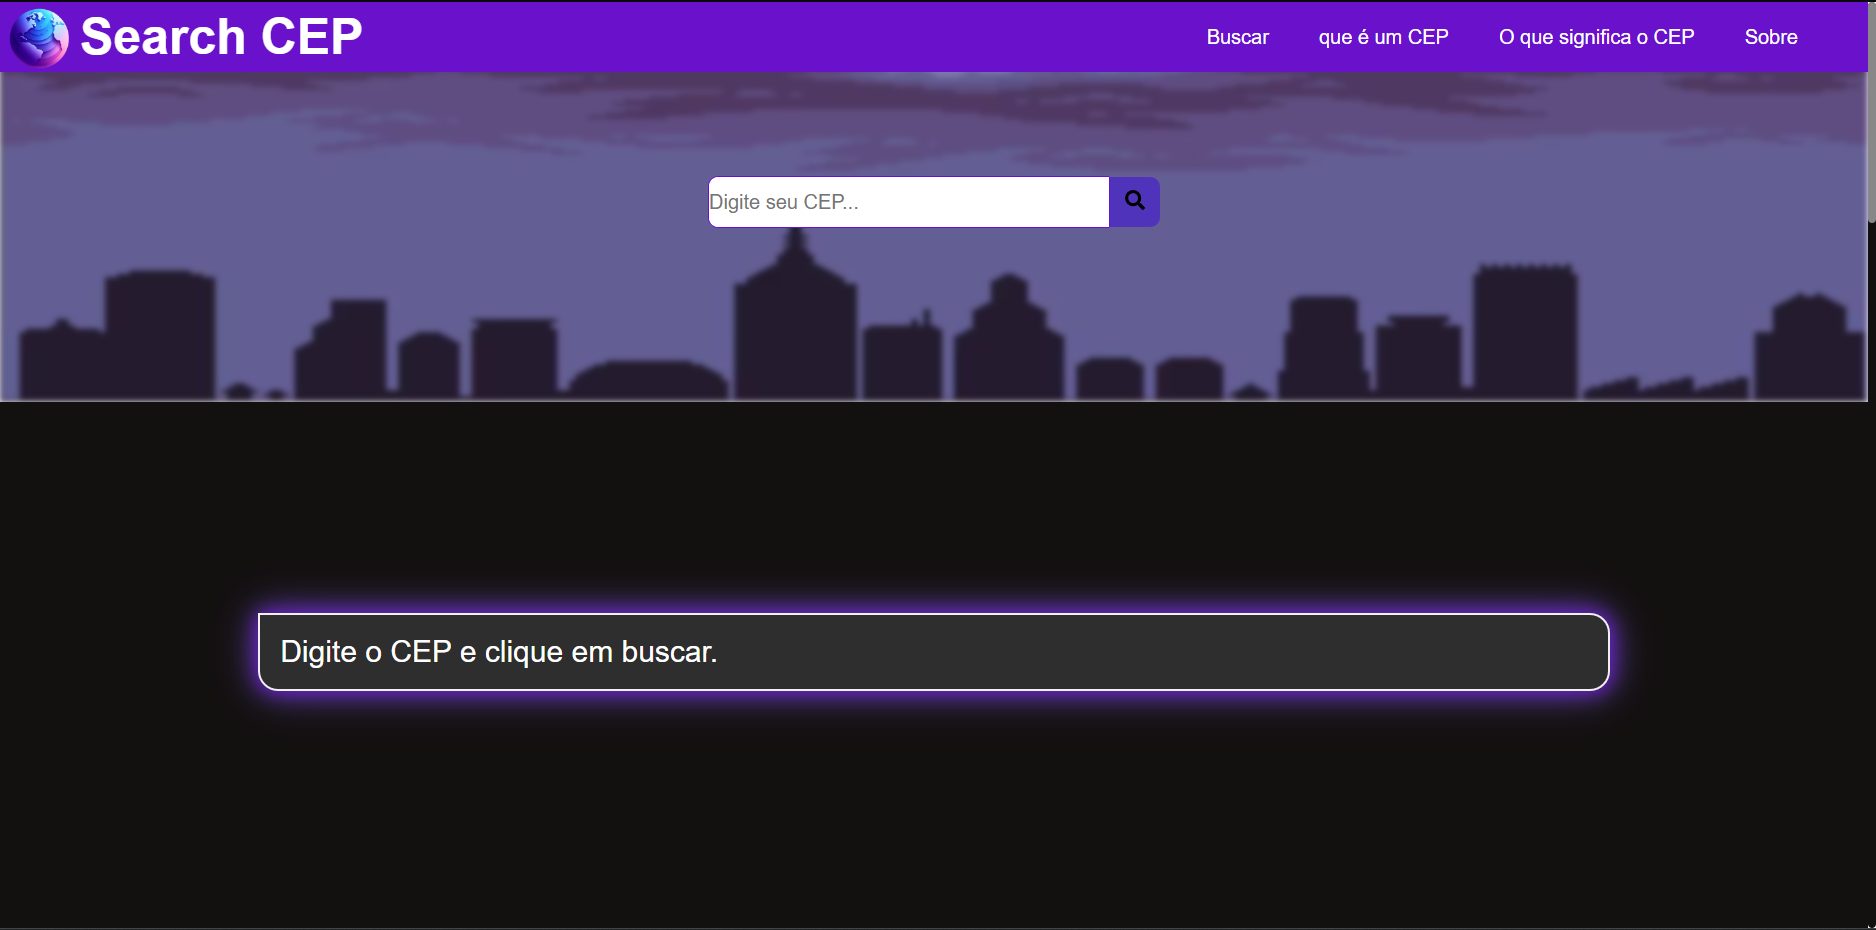 Search CEP
Buscar
que é um CEP
O que significa o CEP
Sobre
Digite seu CEP...
Digite o CEP e clique em buscar.